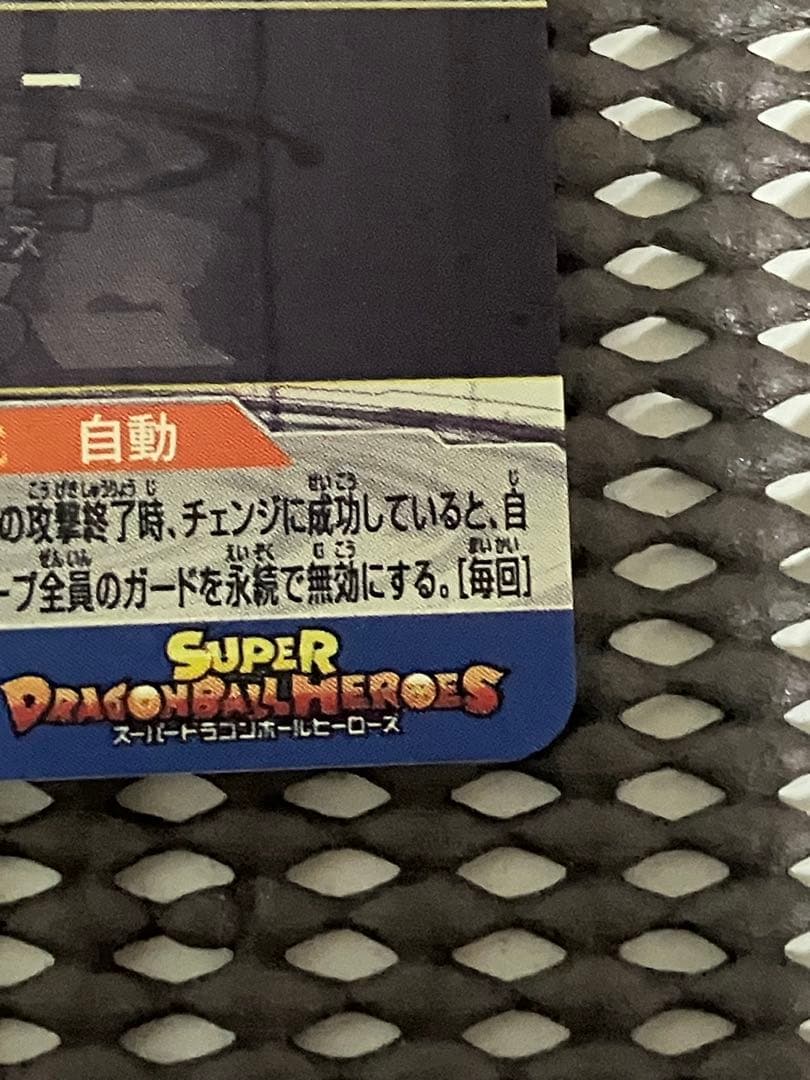 ズ
自動
の攻撃終了時、チェンジに成功していると、自
ープ全員のガードを永続で無効にする。[毎回]
SUPER
DRAGONBALL HEROES
スーパードラゴンボールヒーローズ